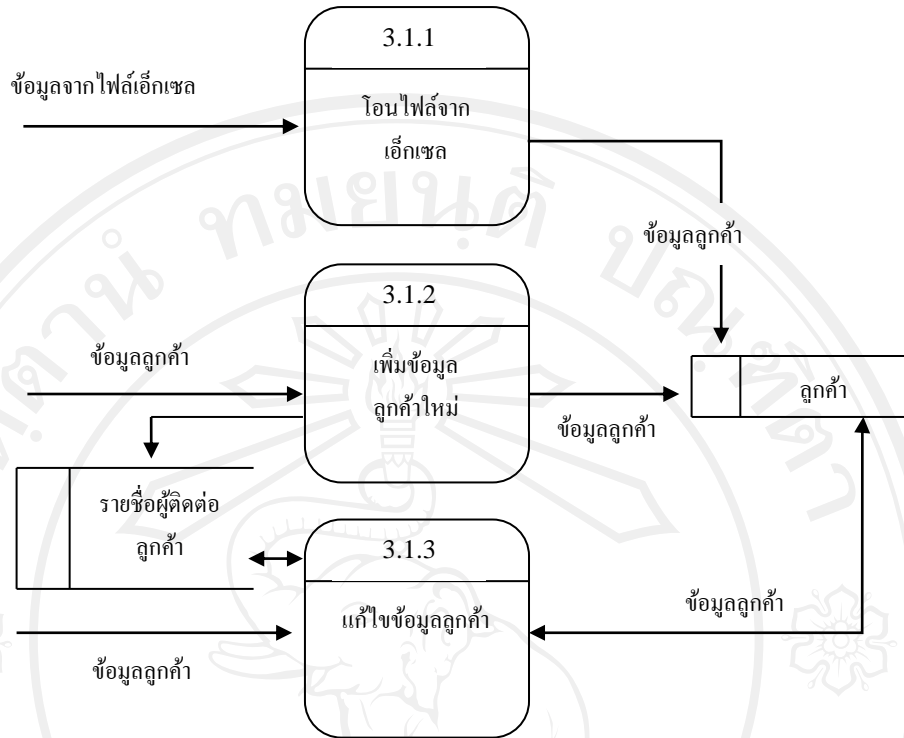 3.1.1
ข้อมูลจากไฟล์เอ็กเซล
โอนไฟล์จาก
เอ็กเซล
ข้อมูลลูกค้า
3.1.2
ข้อมูลลูกค้า
เพิ่มข้อมูล
ลูกค้าใหม่
ลูกค้า
ข้อมูลลูกค้า
รายชื่อผู้ติดต่อ
ลูกค้า
3.1.3
แก้ไขข้อมูลลูกค้า
ข้อมูลลูกค้า
ข้อมูลลูกค้า